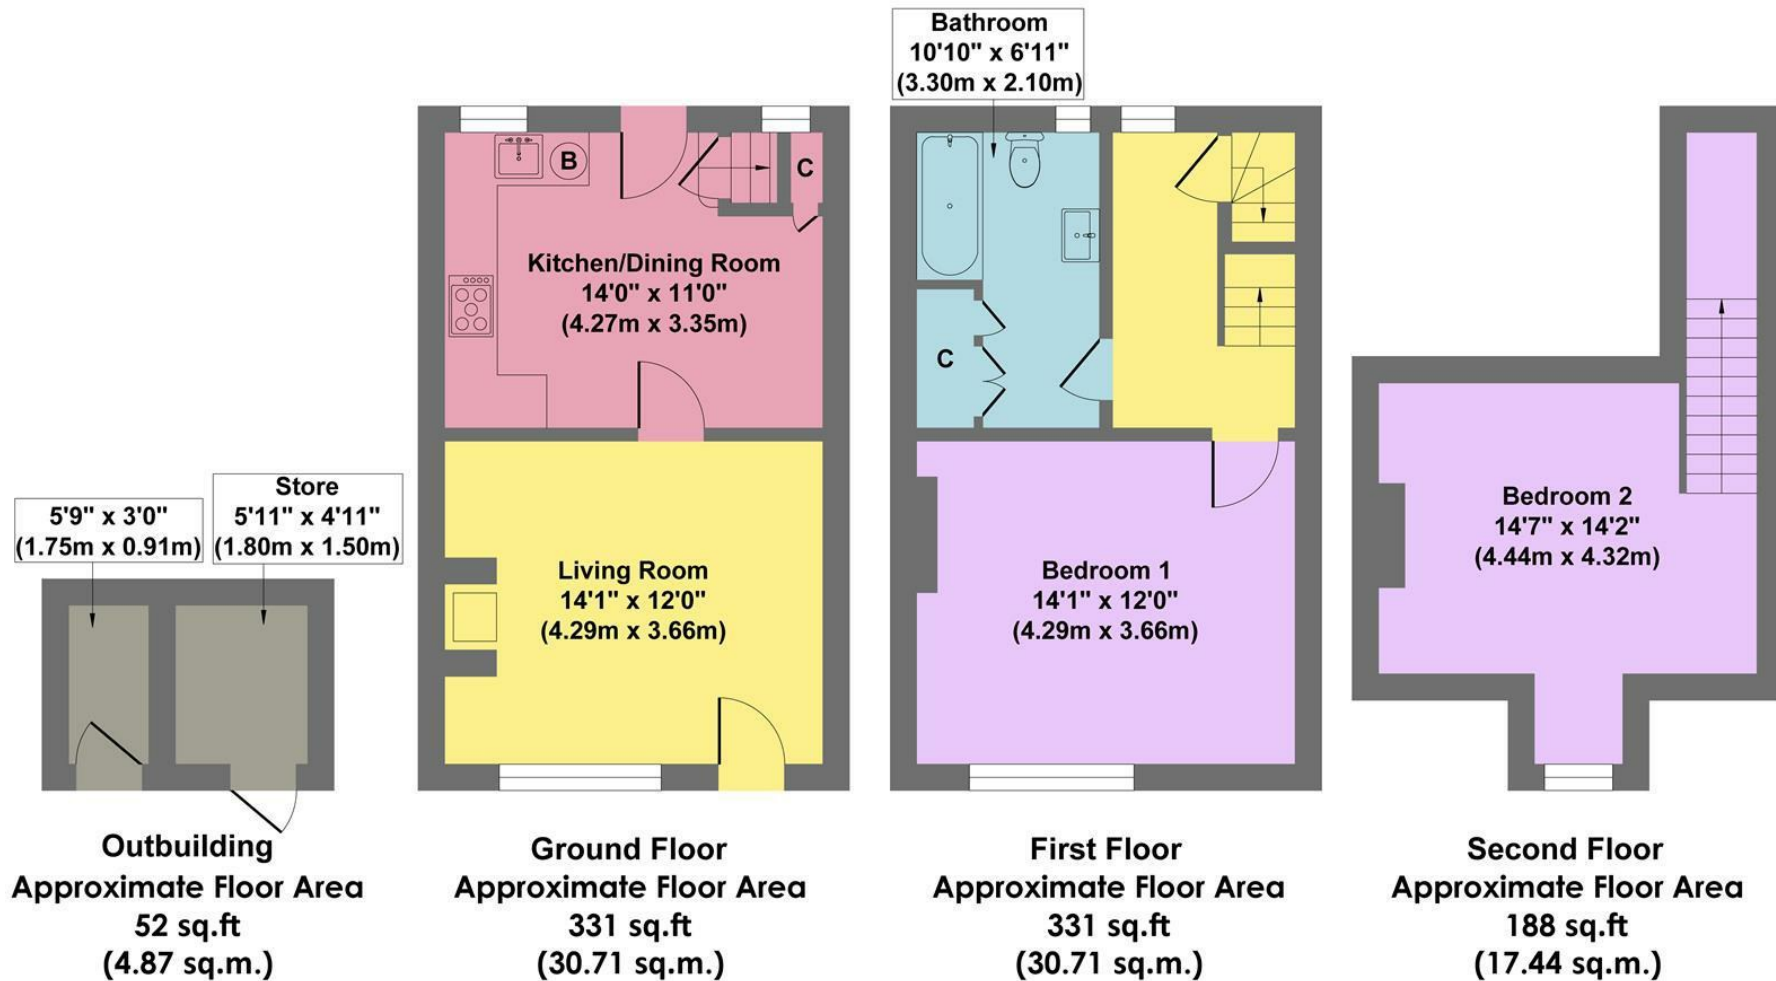 Bathroom
10'10" x 6'11"
(3.30m x 2.10m)
B
C
Kitchen/Dining Room
14'0" x 11'0"
(4.27m x 3.35m)
C
5'9" x 3'0"
(1.75m x 0.91m)
Store
5'11" x 4'11"
(1.80m x 1.50m)
Living Room
14'1" x 12'0"
(4.29m x 3.66m)
Bedroom 1
14'1" x 12'0"
(4.29m x 3.66m)
Bedroom 2
14'7" x 14'2"
(4.44m x 4.32m)
Outbuilding
Approximate Floor Area
52 sq.ft
(4.87 sq.m.)
Ground Floor
Approximate Floor Area
331 sq.ft
(30.71 sq.m.)
First Floor
Approximate Floor Area
331 sq.ft
(30.71 sq.m.)
Second Floor
Approximate Floor Area
188 sq.ft
(17.44 sq.m.)